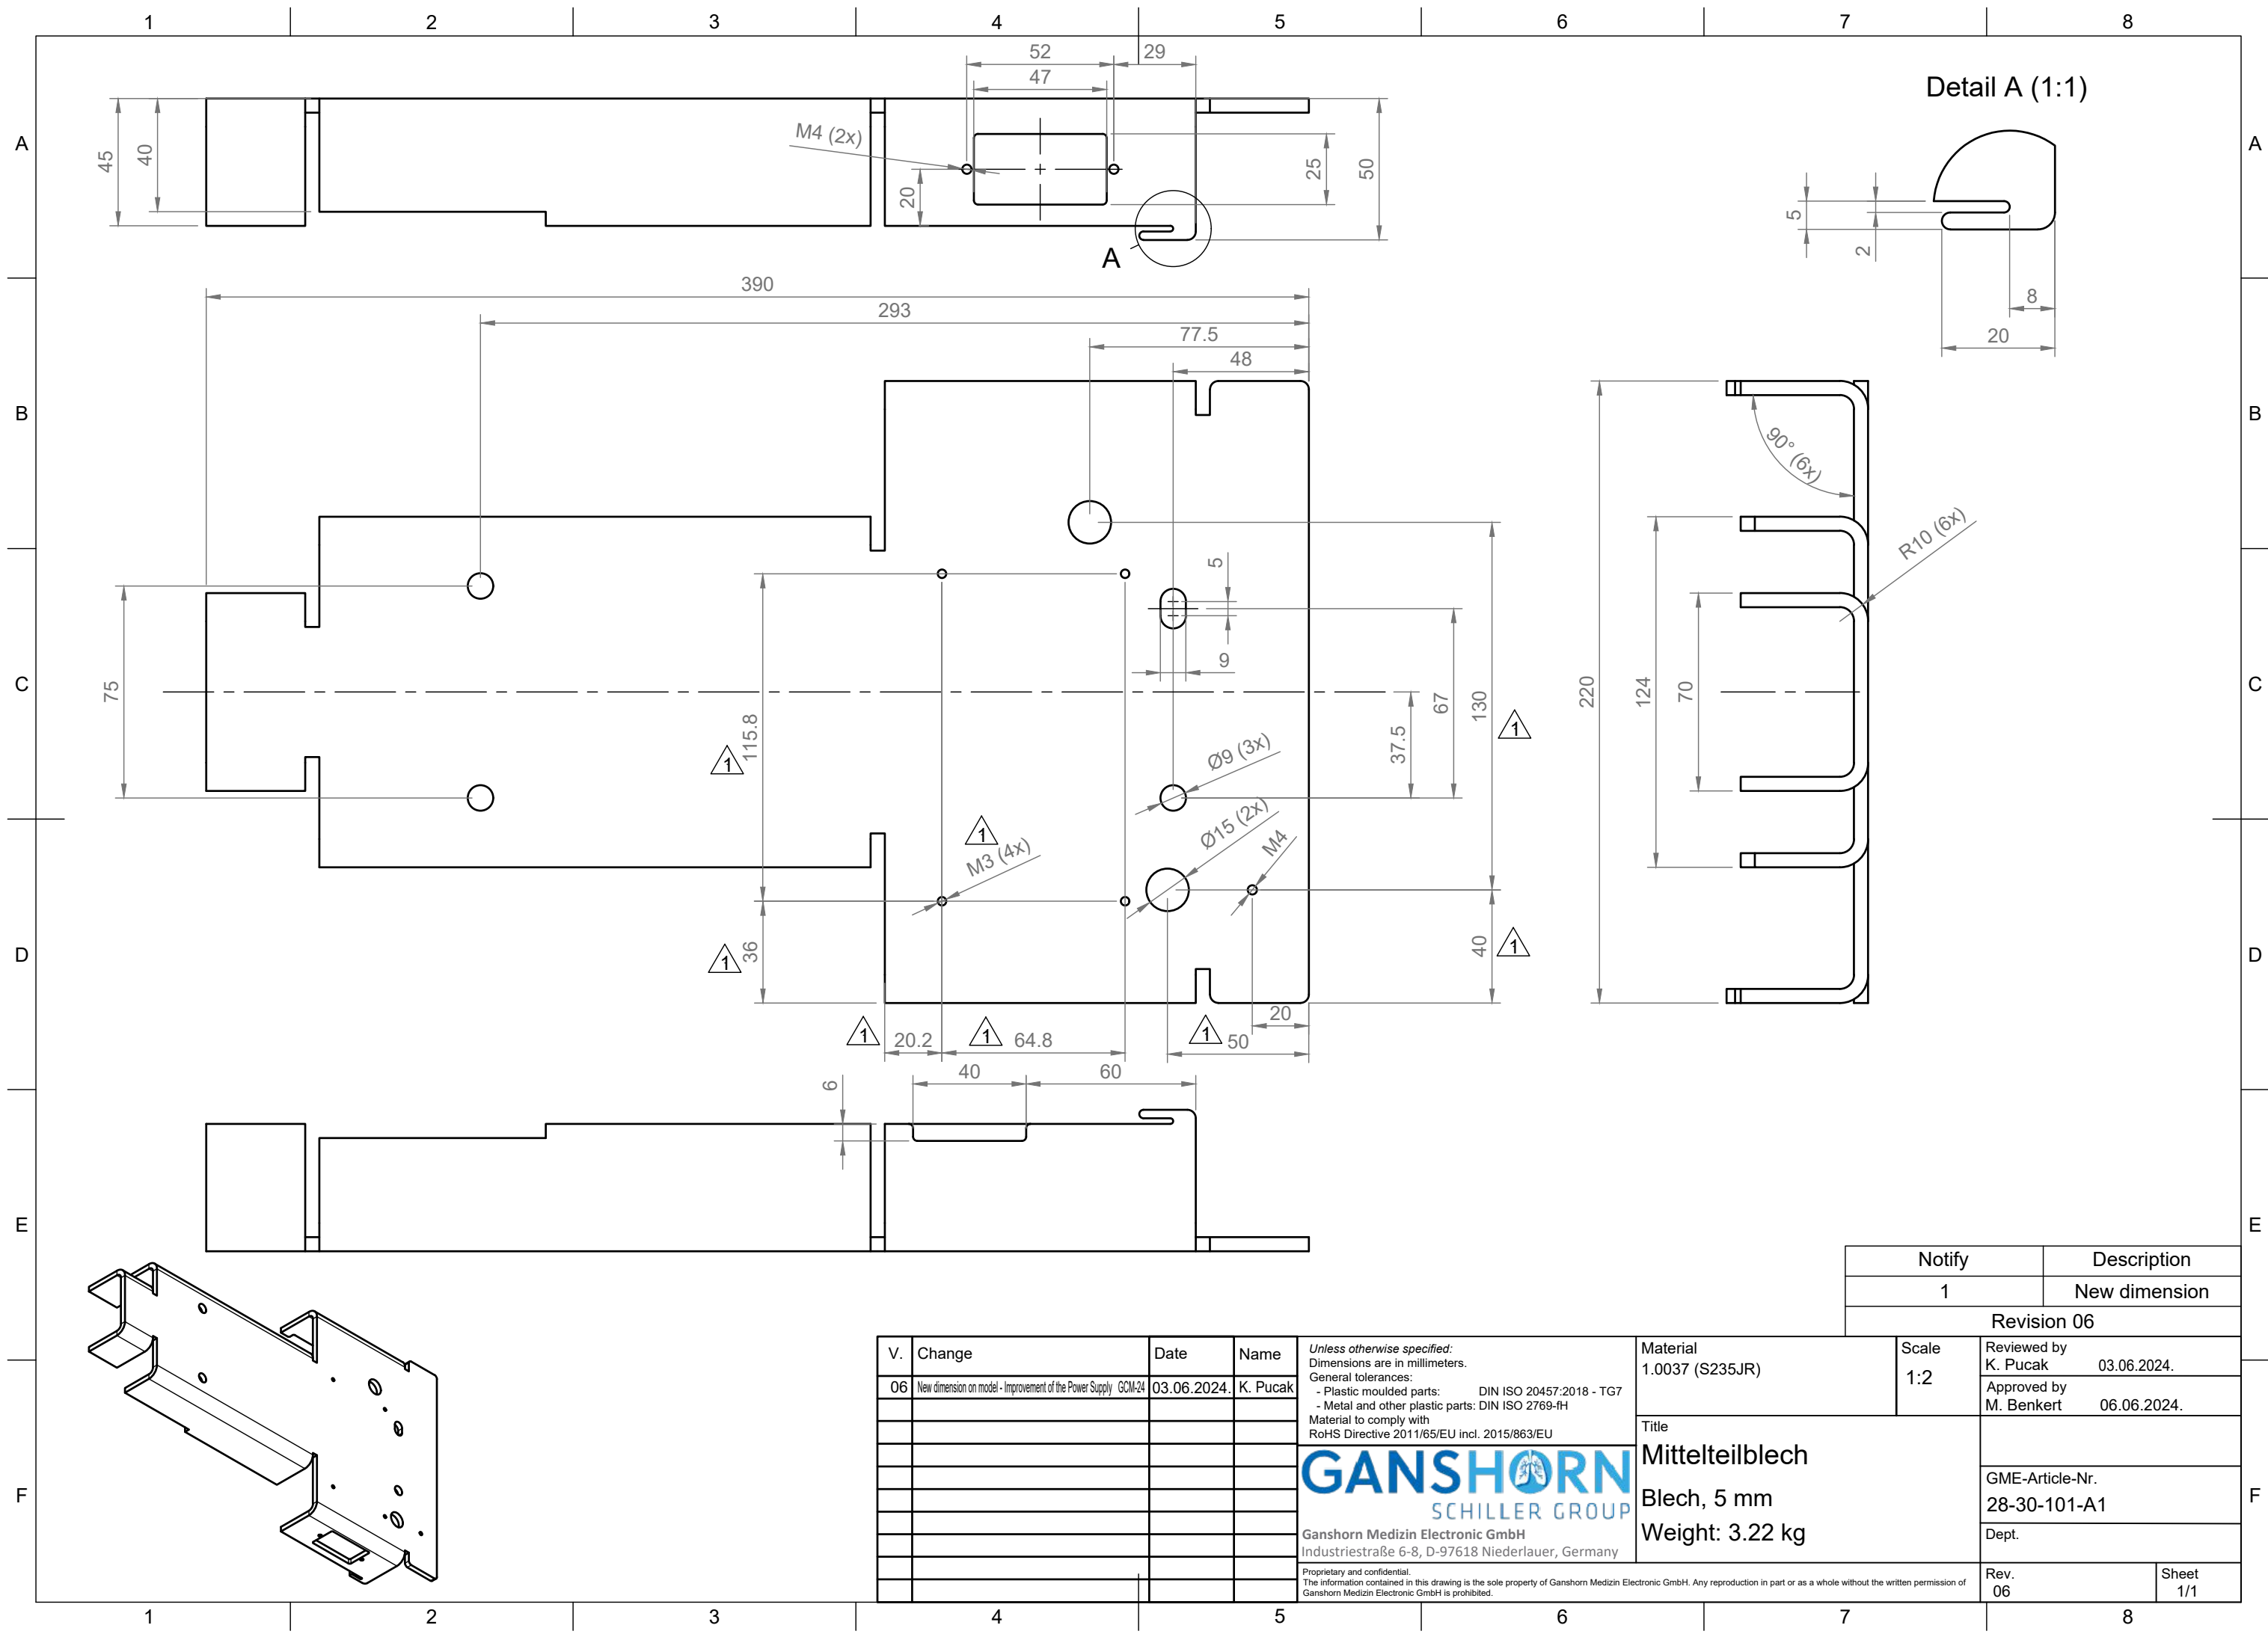 1 2 3 4 5 6 7 8
A
A
B
B
C
C
D
D
E
E
F
F
52
29
47
M4 (2x)
45
40
20
25
50
A
Detail A (1:1)
5
2
8
20
390
293
77.5
48
75
5
9
115.8
1
67
130
1
37.5
Ø9 (3x)
Ø15 (2x)
M4
1
M3 (4x)
36
1
40
1
20
50
1
1
20.2
1
64.8
90° (6x)
R10 (6x)
220
124
70
40
60
6
Notify Description
1 New dimension
Revision 06
V. Change Date Name
06 New dimension on model - Improvement of the Power Supply GCM-24 03.06.2024. K. Pucak
Unless otherwise specified:
Dimensions are in millimeters.
General tolerances:
- Plastic moulded parts: DIN ISO 20457:2018 - TG7
- Metal and other plastic parts: DIN ISO 2769-fH
Material to comply with
RoHS Directive 2011/65/EU incl. 2015/863/EU
GANSHORN
SCHILLER GROUP
Ganshorn Medizin Electronic GmbH
Industriestraße 6-8, D-97618 Niederlauer, Germany
Proprietary and confidential.
The information contained in this drawing is the sole property of Ganshorn Medizin Electronic GmbH. Any reproduction in part or as a whole without the written permission of
Ganshorn Medizin Electronic GmbH is prohibited.
Material
1.0037 (S235JR)
Scale
1:2
Reviewed by
K. Pucak 03.06.2024.
Approved by
M. Benkert 06.06.2024.
Title
Mittelteilblech
Blech, 5 mm
Weight: 3.22 kg
GME-Article-Nr.
28-30-101-A1
Dept.
Rev.
06
Sheet
1/1
1 2 3 4 5 6 7 8